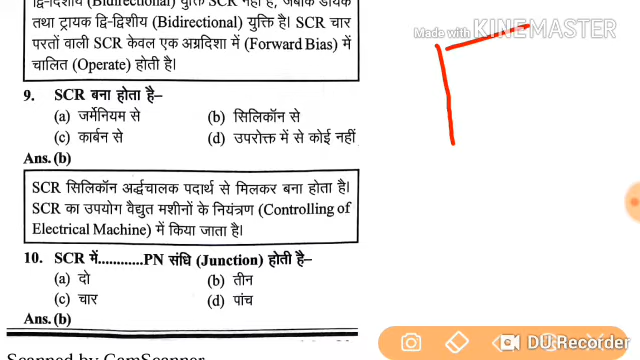 द्वि-दिशीय (Bidirectional) युक्ति SCR नहीं है, जबकि डायक
तथा ट्रायक द्वि-द्विशीय (Bidirectional) युक्ति है। SCR चार
परतों वाली SCR केवल एक अग्रदिशा में (Forward Bias) में
चालित (Operate) होती है।
Made with KINEMASTER
9. SCR बना होता है–
(a) जर्मेनियम से (b) सिलिकॉन से
(c) कार्बन से (d) उपरोक्त में से कोई नहीं
Ans. (b)
SCR सिलिकॉन अर्द्धचालक पदार्थ से मिलकर बना होता है।
SCR का उपयोग वैद्युत मशीनों के नियंत्रण (Controlling of
Electrical Machine) में किया जाता है।
10. SCR में............PN संधि (Junction) होती है–
(a) दो (b) तीन
(c) चार (d) पांच
Ans. (b)
Scanned by CamScanner
DU Recorder